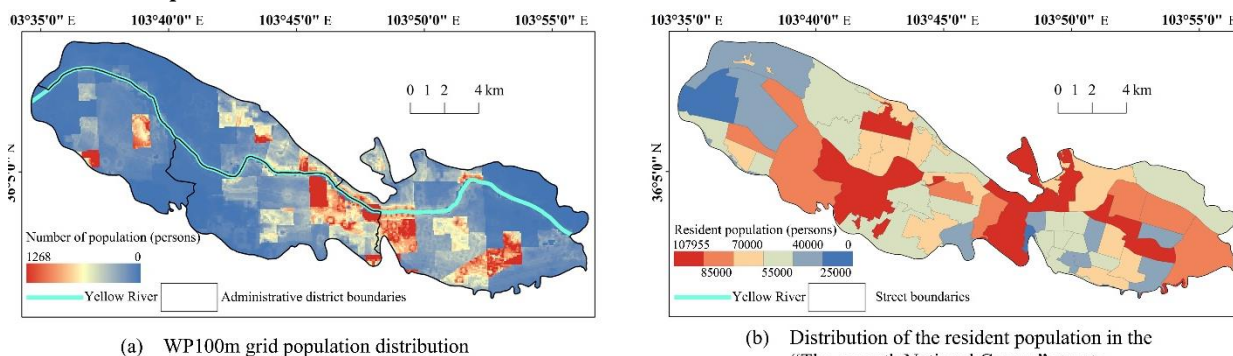 103°35'0" E 103°40'0" E 103°45'0" E 103°50'0" E 103°55'0" E
36°5'0" N
0 1 2 4 km
Number of population (persons)
1268 0
Yellow River Administrative district boundaries
(a) WP100m grid population distribution
103°35'0" E 103°40'0" E 103°45'0" E 103°50'0" E 103°55'0" E
36°5'0" N
0 1 2 4 km
Resident population (persons)
107955 70000 40000 0
85000 55000 25000
Yellow River Street boundaries
(b) Distribution of the resident population in the